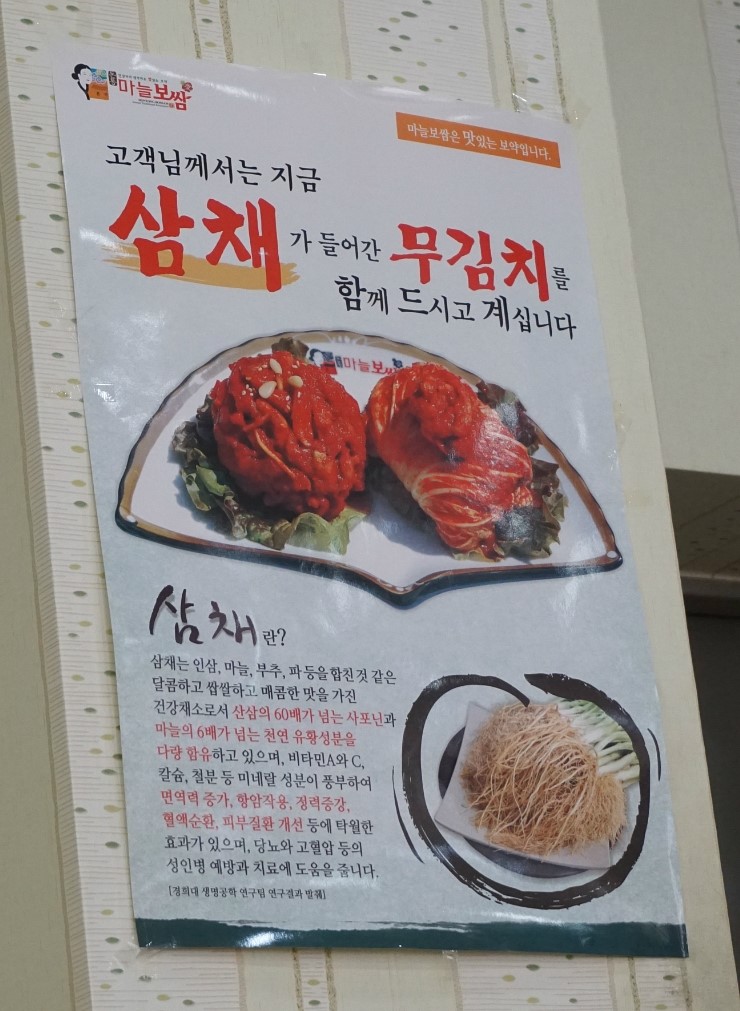 마늘보쌈
마늘보쌈은 맛있는 보약입니다.
고객님께서는 지금
삼채가 들어간 무김치를
함께 드시고 계십니다
마늘보쌈
삼채란?
삼채는 인삼, 마늘, 부추, 파 등을 합친것 같은
달콤하고 쌉쌀하고 매콤한 맛을 가진
건강채소로서 산삼의 60배가 넘는 사포닌과
마늘의 6배가 넘는 천연 유황성분을
다량 함유하고 있으며, 비타민A와 C,
칼슘, 철분 등 미네랄 성분이 풍부하여
면역력 증가, 항암작용, 정력증강,
혈액순환, 피부질환 개선 등에 탁월한
효과가 있으며, 당뇨와 고혈압 등의
성인병 예방과 치료에 도움을 줍니다.
[경희대 생명공학 연구팀 연구결과 발췌]